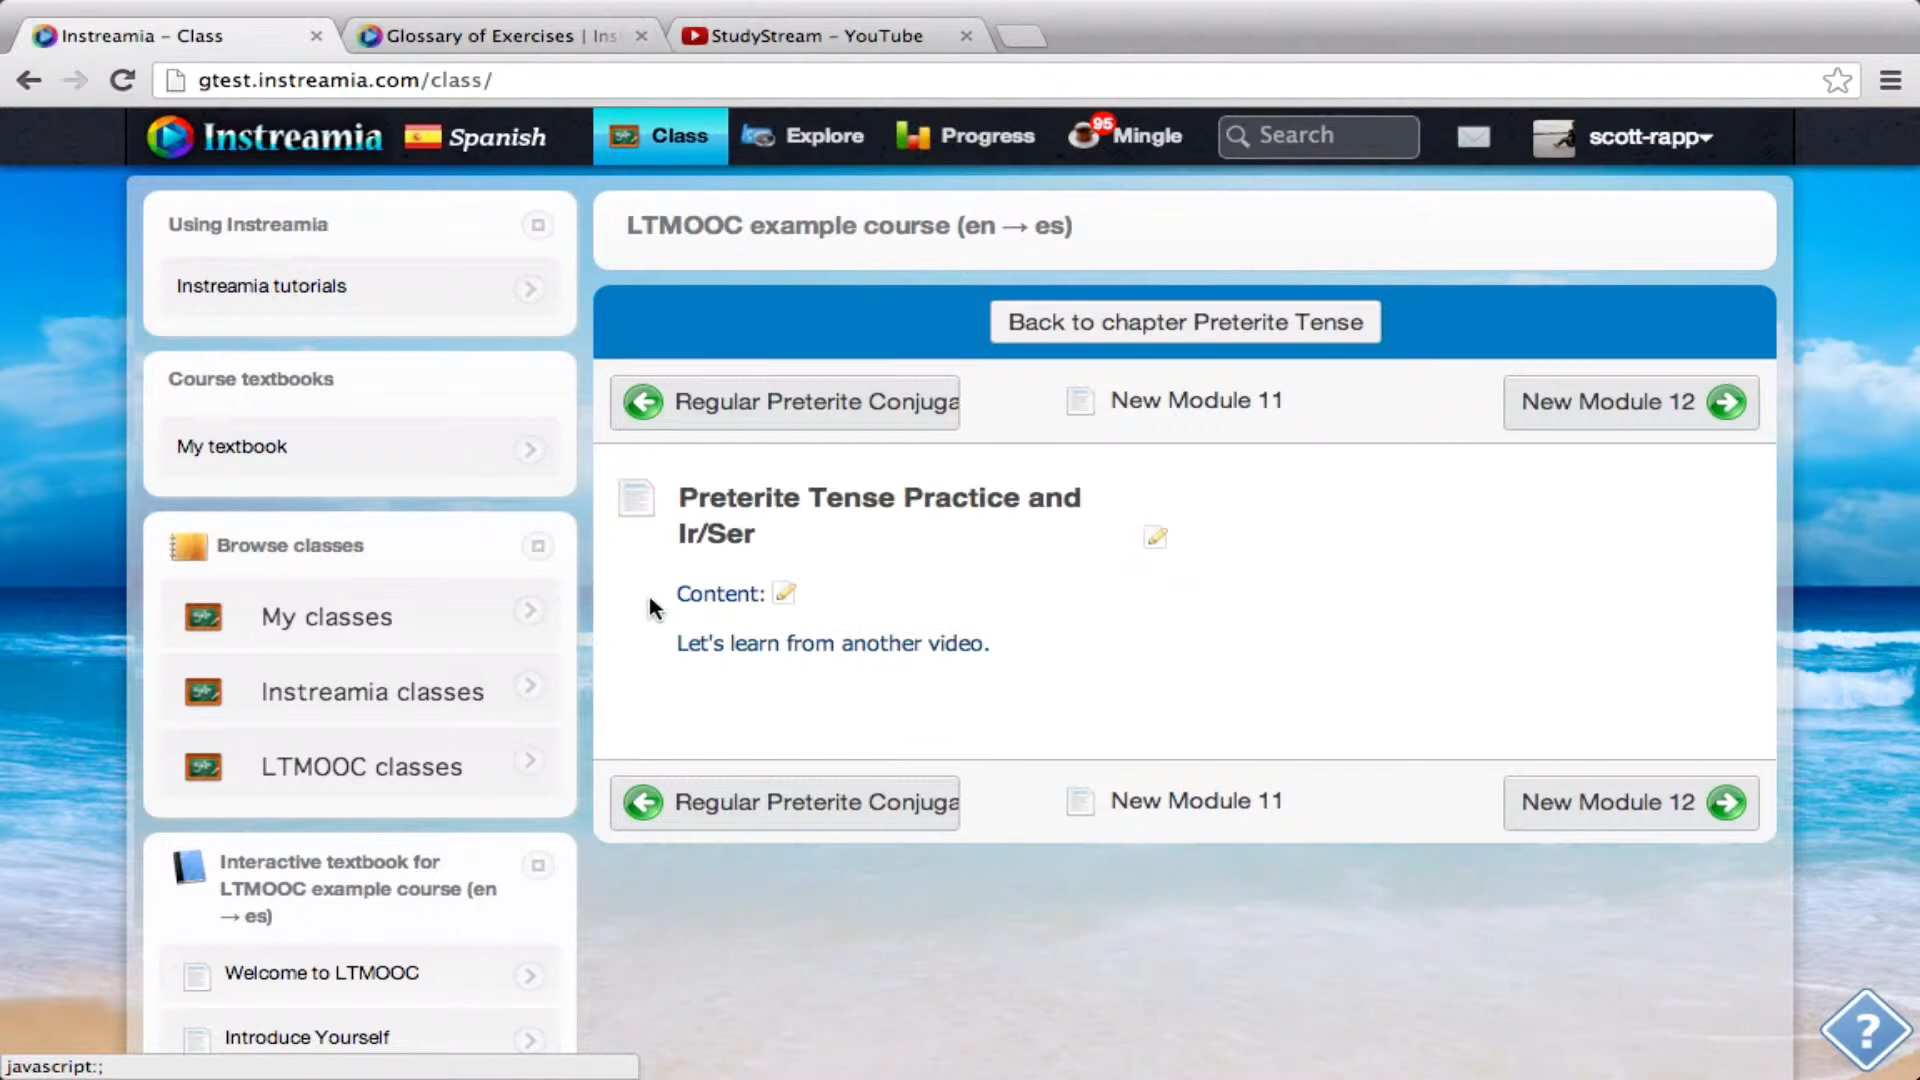 Instreamia – Class
Glossary of Exercises | Ins
StudyStream – YouTube
gtest.instreamia.com/class/
Instreamia
Spanish
Class
Explore
Progress
95
Mingle
Search
scott-rapp
Using Instreamia
Instreamia tutorials
Course textbooks
My textbook
Browse classes
My classes
Instreamia classes
LTMOOC classes
Interactive textbook for
LTMOOC example course (en
→ es)
Welcome to LTMOOC
Introduce Yourself
LTMOOC example course (en → es)
Back to chapter Preterite Tense
Regular Preterite Conjuga
New Module 11
New Module 12
Preterite Tense Practice and
Ir/Ser
Content:
Let's learn from another video.
Regular Preterite Conjuga
New Module 11
New Module 12
?
javascript:;